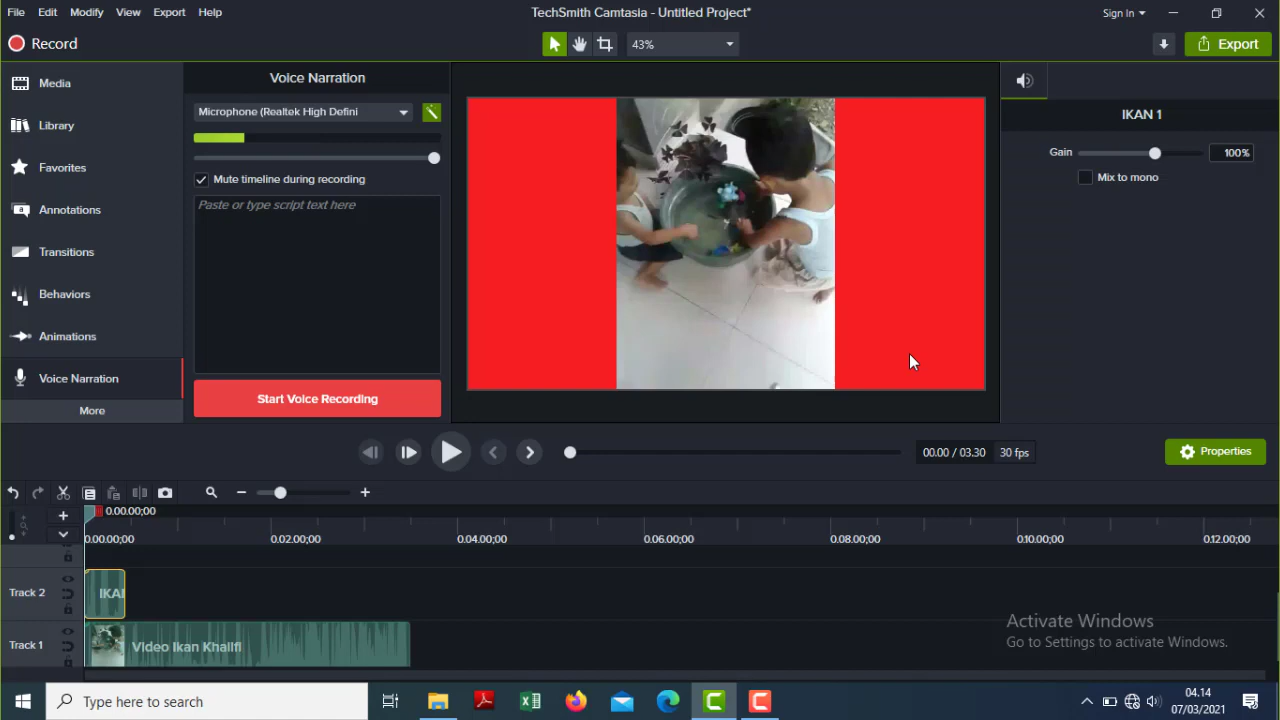 File Edit Modify View Export Help
TechSmith Camtasia - Untitled Project*
Sign In
Record
43%
Export
Media
Library
Favorites
Annotations
Transitions
Behaviors
Animations
Voice Narration
More
Voice Narration
Microphone (Realtek High Defini
Mute timeline during recording
Paste or type script text here
Start Voice Recording
IKAN 1
Gain 100%
Mix to mono
00.00 / 03.30 30 fps
Properties
0.00.00;00
0.00.00;00 0.02.00;00 0.04.00;00 0.06.00;00 0.08.00;00 0.10.00;00 0.12.00;00
Track 2
IKAI
Track 1
Video Ikan Khalifi
Activate Windows
Go to Settings to activate Windows.
Type here to search
04.14
07/03/2021